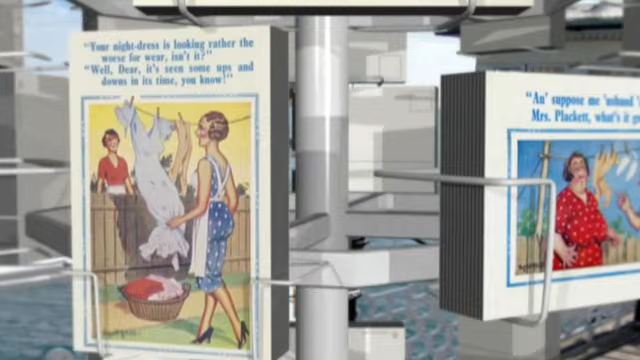 "Your night-dress is looking rather the
worse for wear, isn't it?"
"Well, Dear, it's seen some ups and
downs in its time, you know!"
"An' suppose me 'usband
Mrs. Plackett, what's it